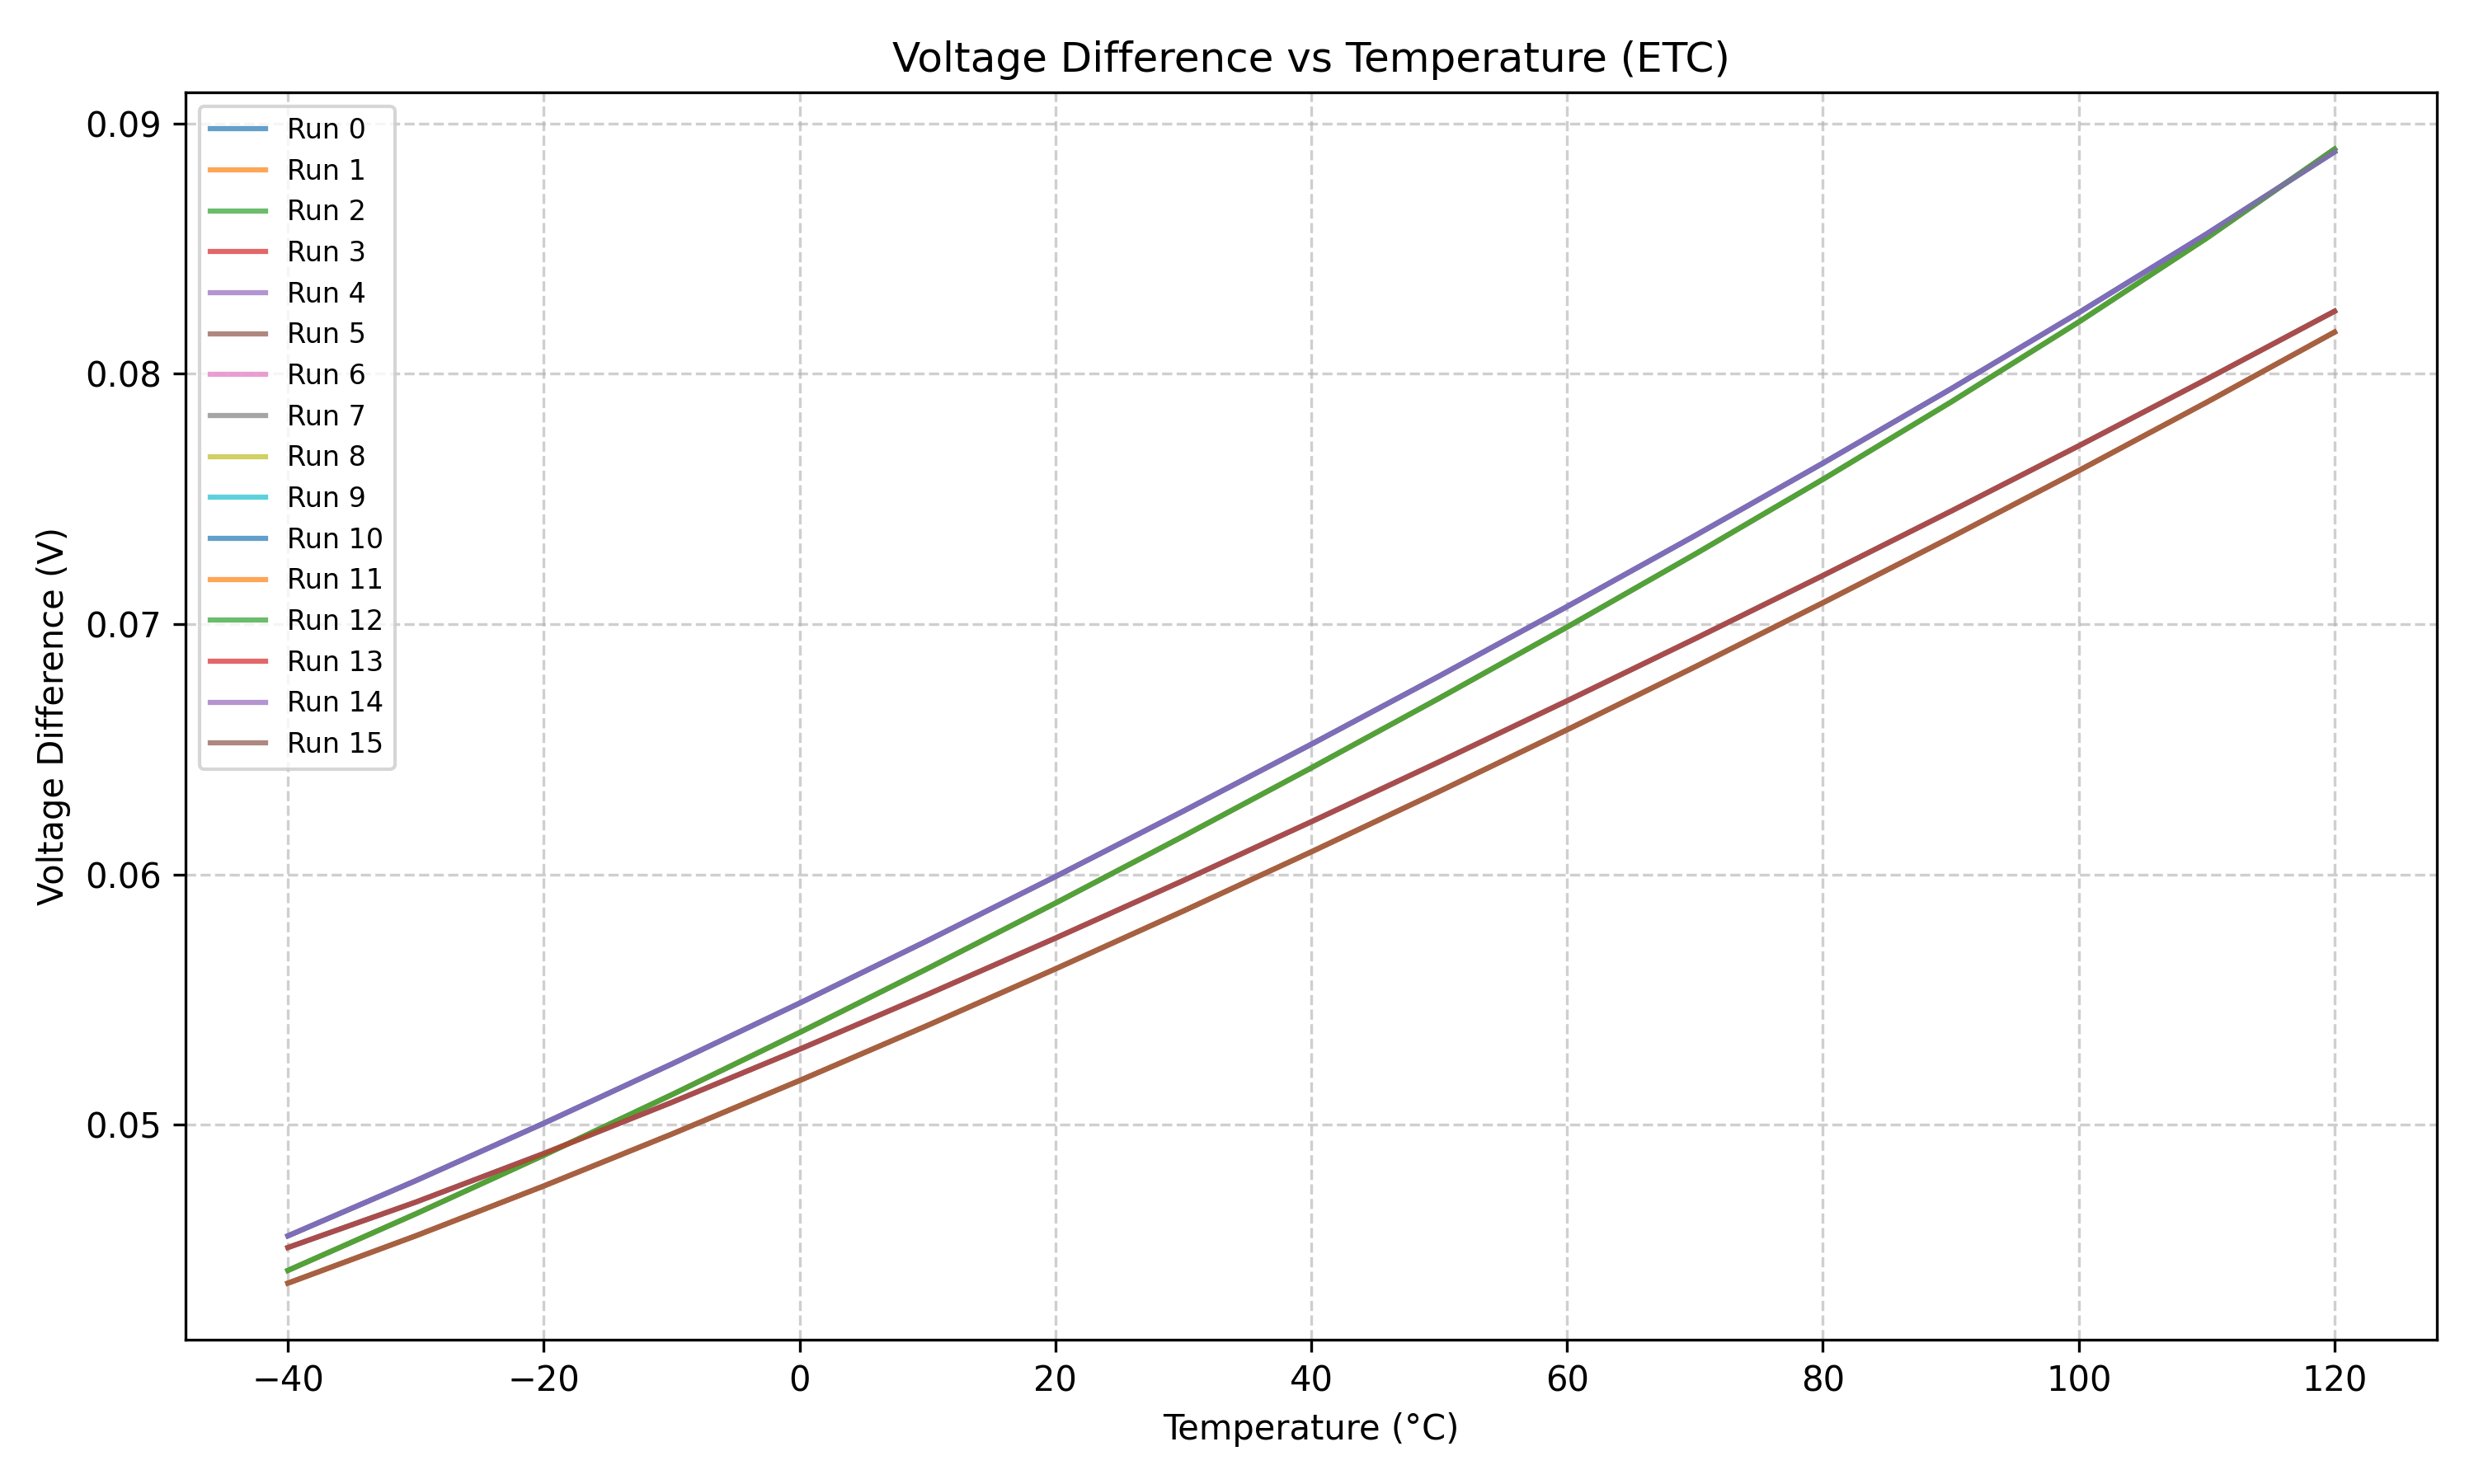 Voltage Difference vs Temperature (ETC)
Voltage Difference (V)
0.09
0.08
0.07
0.06
0.05
Run 0
Run 1
Run 2
Run 3
Run 4
Run 5
Run 6
Run 7
Run 8
Run 9
Run 10
Run 11
Run 12
Run 13
Run 14
Run 15
−40 −20 0 20 40 60 80 100 120
Temperature (°C)